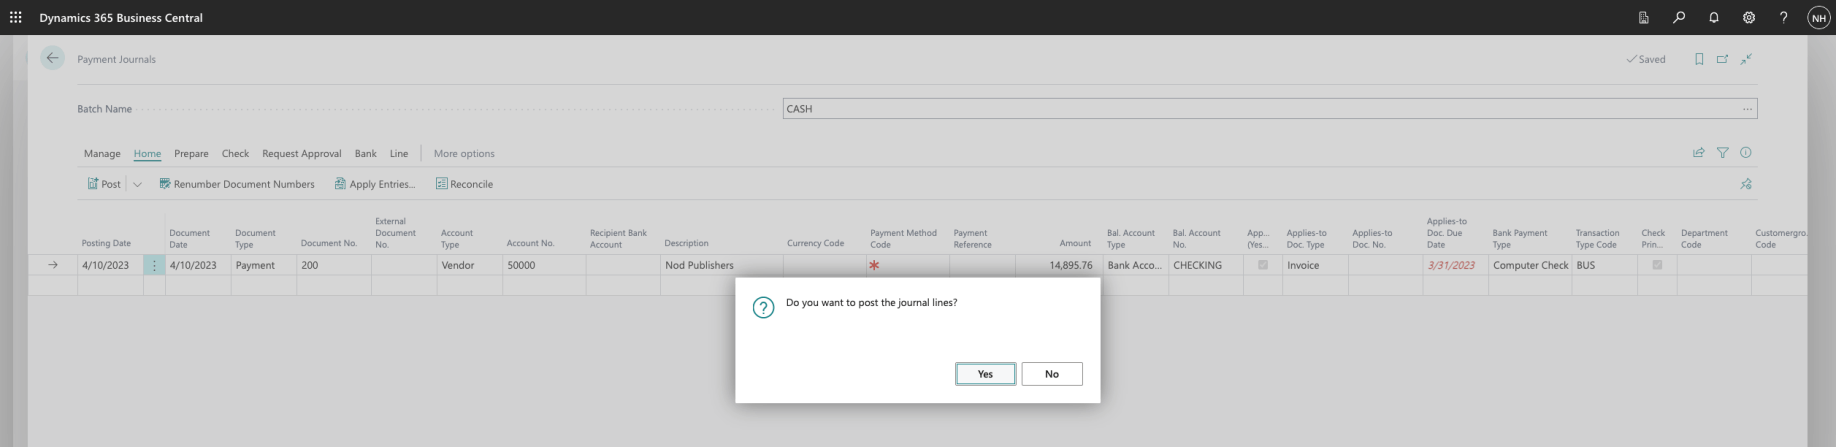 Dynamics 365 Business Central
NH
Payment Journals
Saved
Batch Name
CASH
...
Manage Home Prepare Check Request Approval Bank Line More options
Post Renumber Document Numbers Apply Entries... Reconcile
Posting Date
Document Date
Document Type
Document No.
External Document No.
Account Type
Account No.
Recipient Bank Account
Description
Currency Code
Payment Method Code
Payment Reference
Amount
Bal. Account Type
Bal. Account No.
App... (Yes...
Applies-to Doc. Type
Applies-to Doc. No.
Applies-to Doc. Due Date
Bank Payment Type
Transaction Type Code
Check Prin...
Department Code
Customergro... Code
4/10/2023 4/10/2023 Payment 200 Vendor 50000 Nod Publishers * 14,895.76 Bank Acco... CHECKING Invoice 3/31/2023 Computer Check BUS
Do you want to post the journal lines?
Yes No